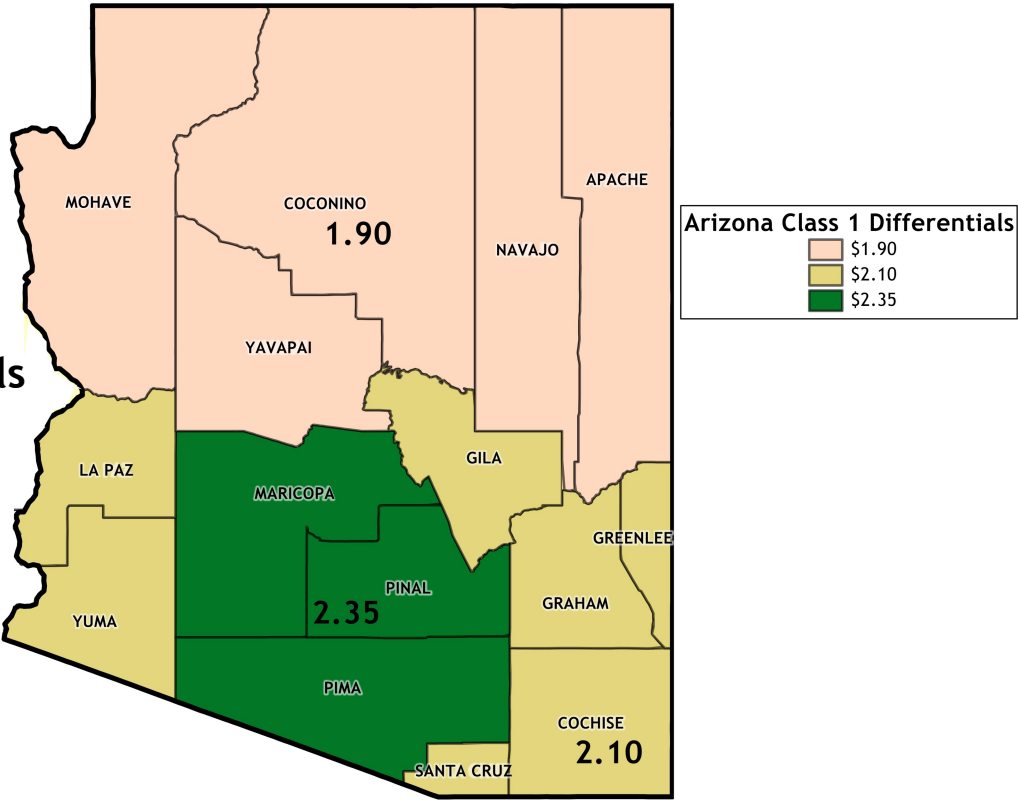 APACHE
MOHAVE
COCONINO
1.90
NAVAJO
Arizona Class 1 Differentials
$1.90
$2.10
$2.35
YAVAPAI
ls
GILA
LA PAZ
MARICOPA
GREENLEE
PINAL
GRAHAM
2.35
YUMA
PIMA
COCHISE
2.10
SANTA CRUZ